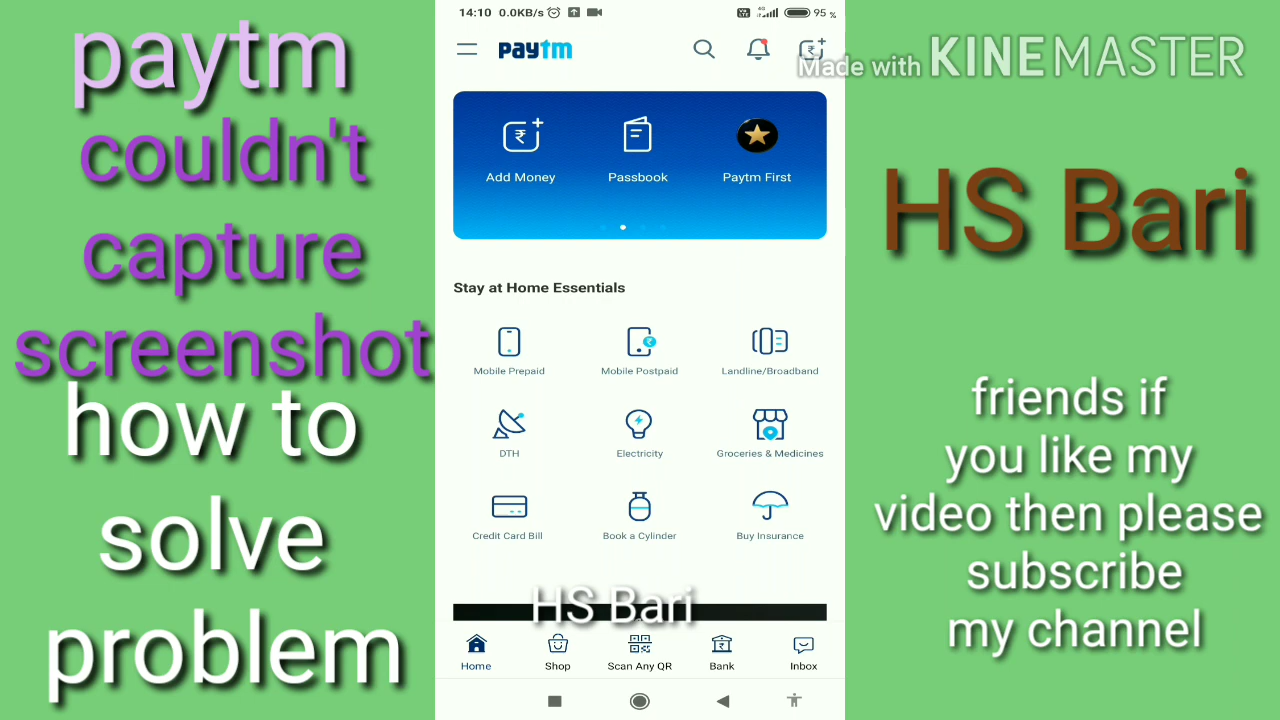 paytm
couldn't
capture
screenshot
how to
solve
problem
14:10 0.0KB/s
4G
95 %
paytm
Add Money
Passbook
Paytm First
Stay at Home Essentials
Mobile Prepaid
Mobile Postpaid
Landline/Broadband
DTH
Electricity
Groceries & Medicines
Credit Card Bill
Book a Cylinder
Buy Insurance
HS Bari
Home
Shop
Scan Any QR
Bank
Inbox
Made with KINEMASTER
HS Bari
friends if
you like my
video then please
subscribe
my channel